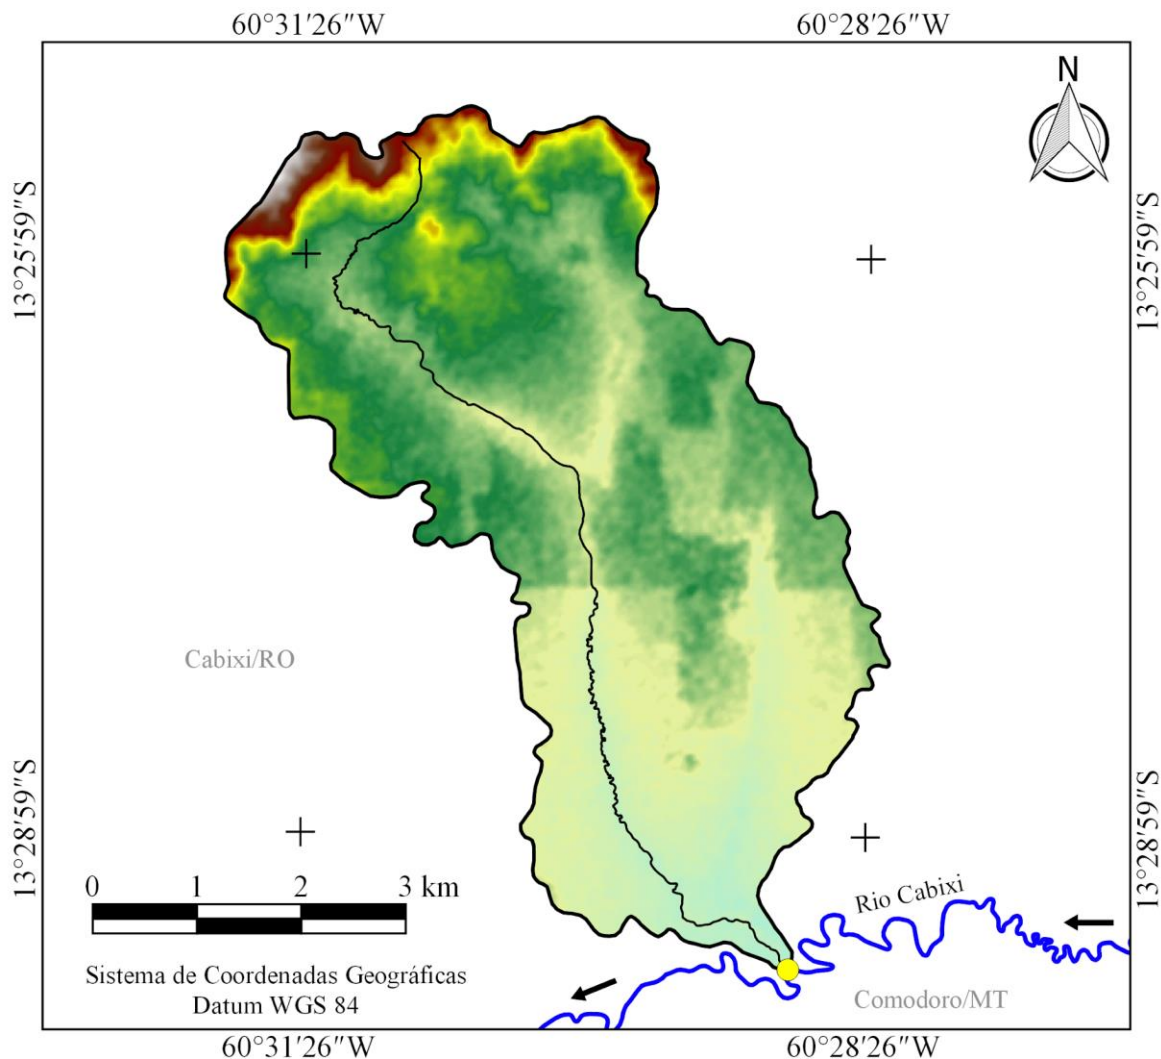 60°31'26"W
60°28'26"W
N
13°25'59"S
13°25'59"S
Cabixi/RO
13°28'59"S
13°28'59"S
0 1 2 3 km
Rio Cabixi
Sistema de Coordenadas Geográficas
Datum WGS 84
Comodoro/MT
60°31'26"W
60°28'26"W